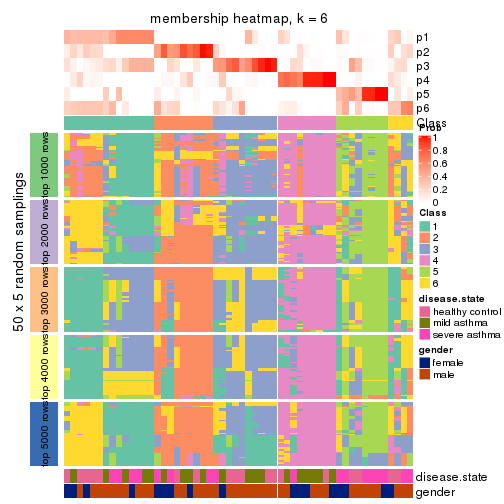 membership heatmap, k = 6
p1
p2
p3
p4
p5
p6
Class
Prob
1
0.8
0.6
0.4
0.2
0
Class
1
2
3
4
5
6
disease.state
healthy control
mild asthma
severe asthma
gender
female
male
50 x 5 random samplings
top 1000 rows
top 2000 rows
top 3000 rows
top 4000 rows
top 5000 rows
disease.state
gender